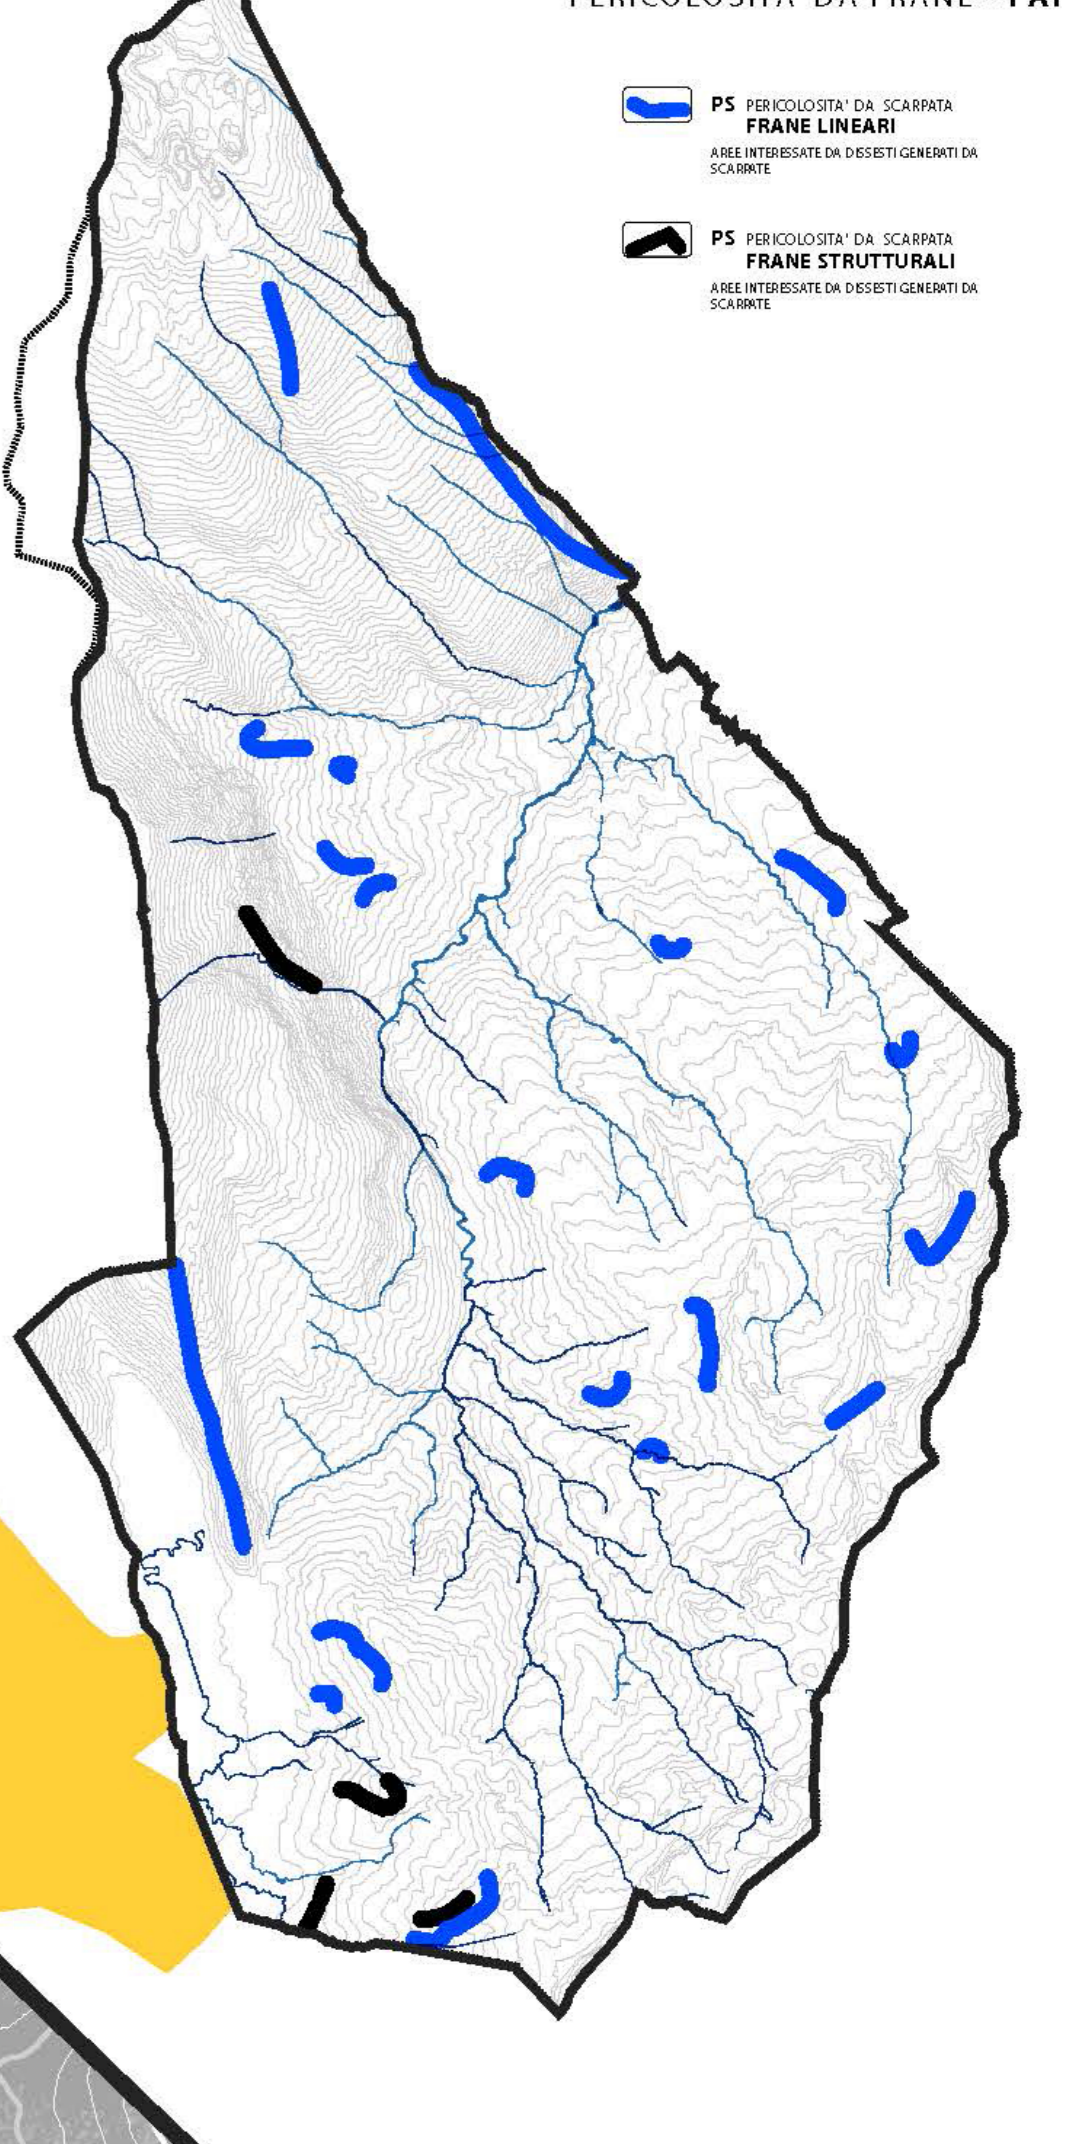 PERICOLOSITA' DA FRANE - PAI
PS PERICOLOSITA' DA SCARPATA
FRANE LINEARI
AREE INTERESSATE DA DISSESTI GENERATI DA
SCARPATE
PS PERICOLOSITA' DA SCARPATA
FRANE STRUTTURALI
AREE INTERESSATE DA DISSESTI GENERATI DA
SCARPATE